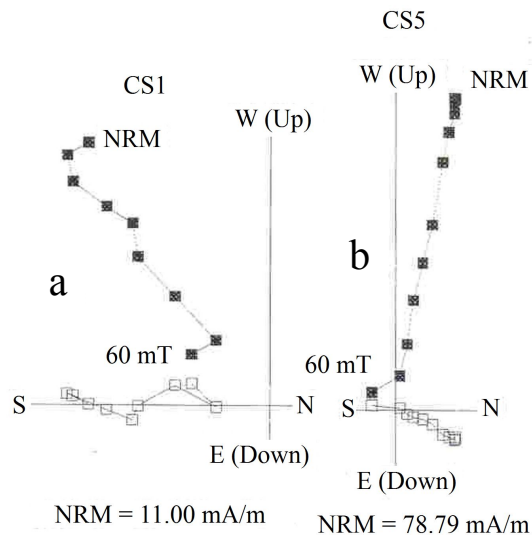 CS5
W (Up)
NRM
CS1
W (Up)
NRM
a
b
60 mT
60 mT
S
N
S
N
E (Down)
E (Down)
NRM = 11.00 mA/m
NRM = 78.79 mA/m